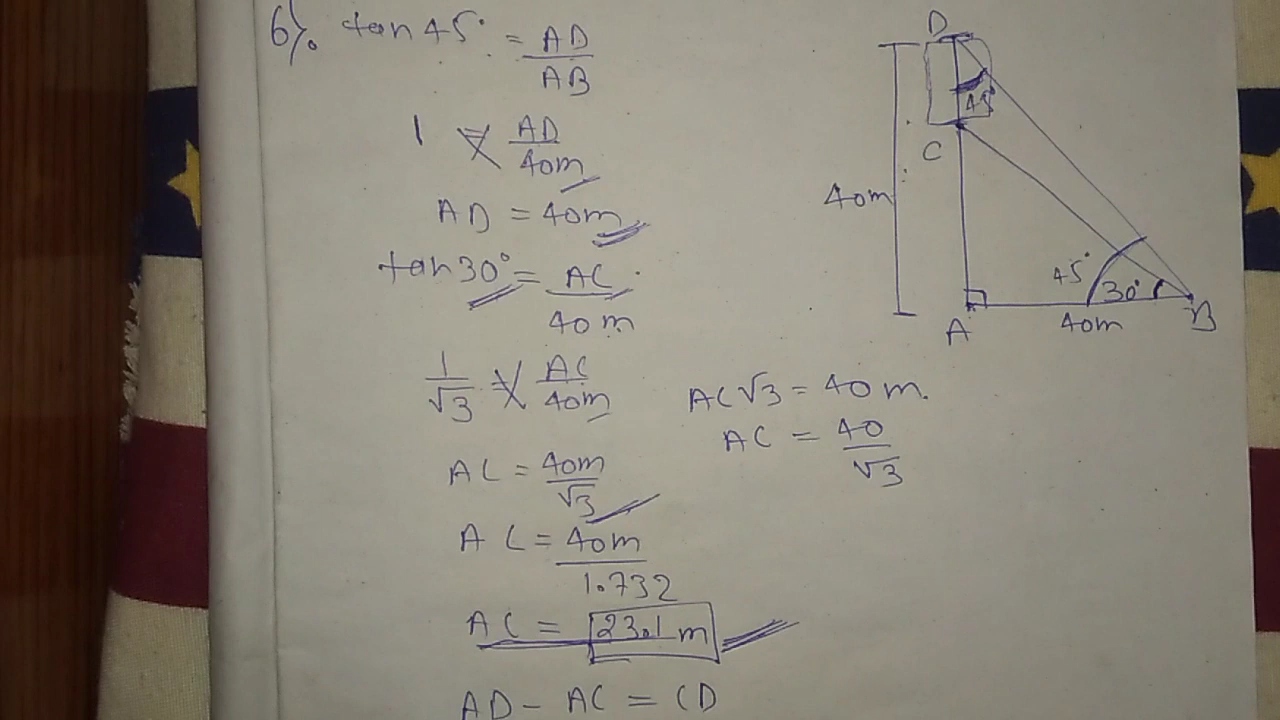 6). tan 45° = AD/AB
1 = AD/40m
AD = 40m
tan 30° = AC/40m
1/√3 = AC/40m
AC√3 = 40m.
AC = 40/√3
AC = 40m/√3
AC = 40m/1.732
AC = 23.1 m
AD - AC = CD
D
45°
C
40m
45°
30°
A
40m
B